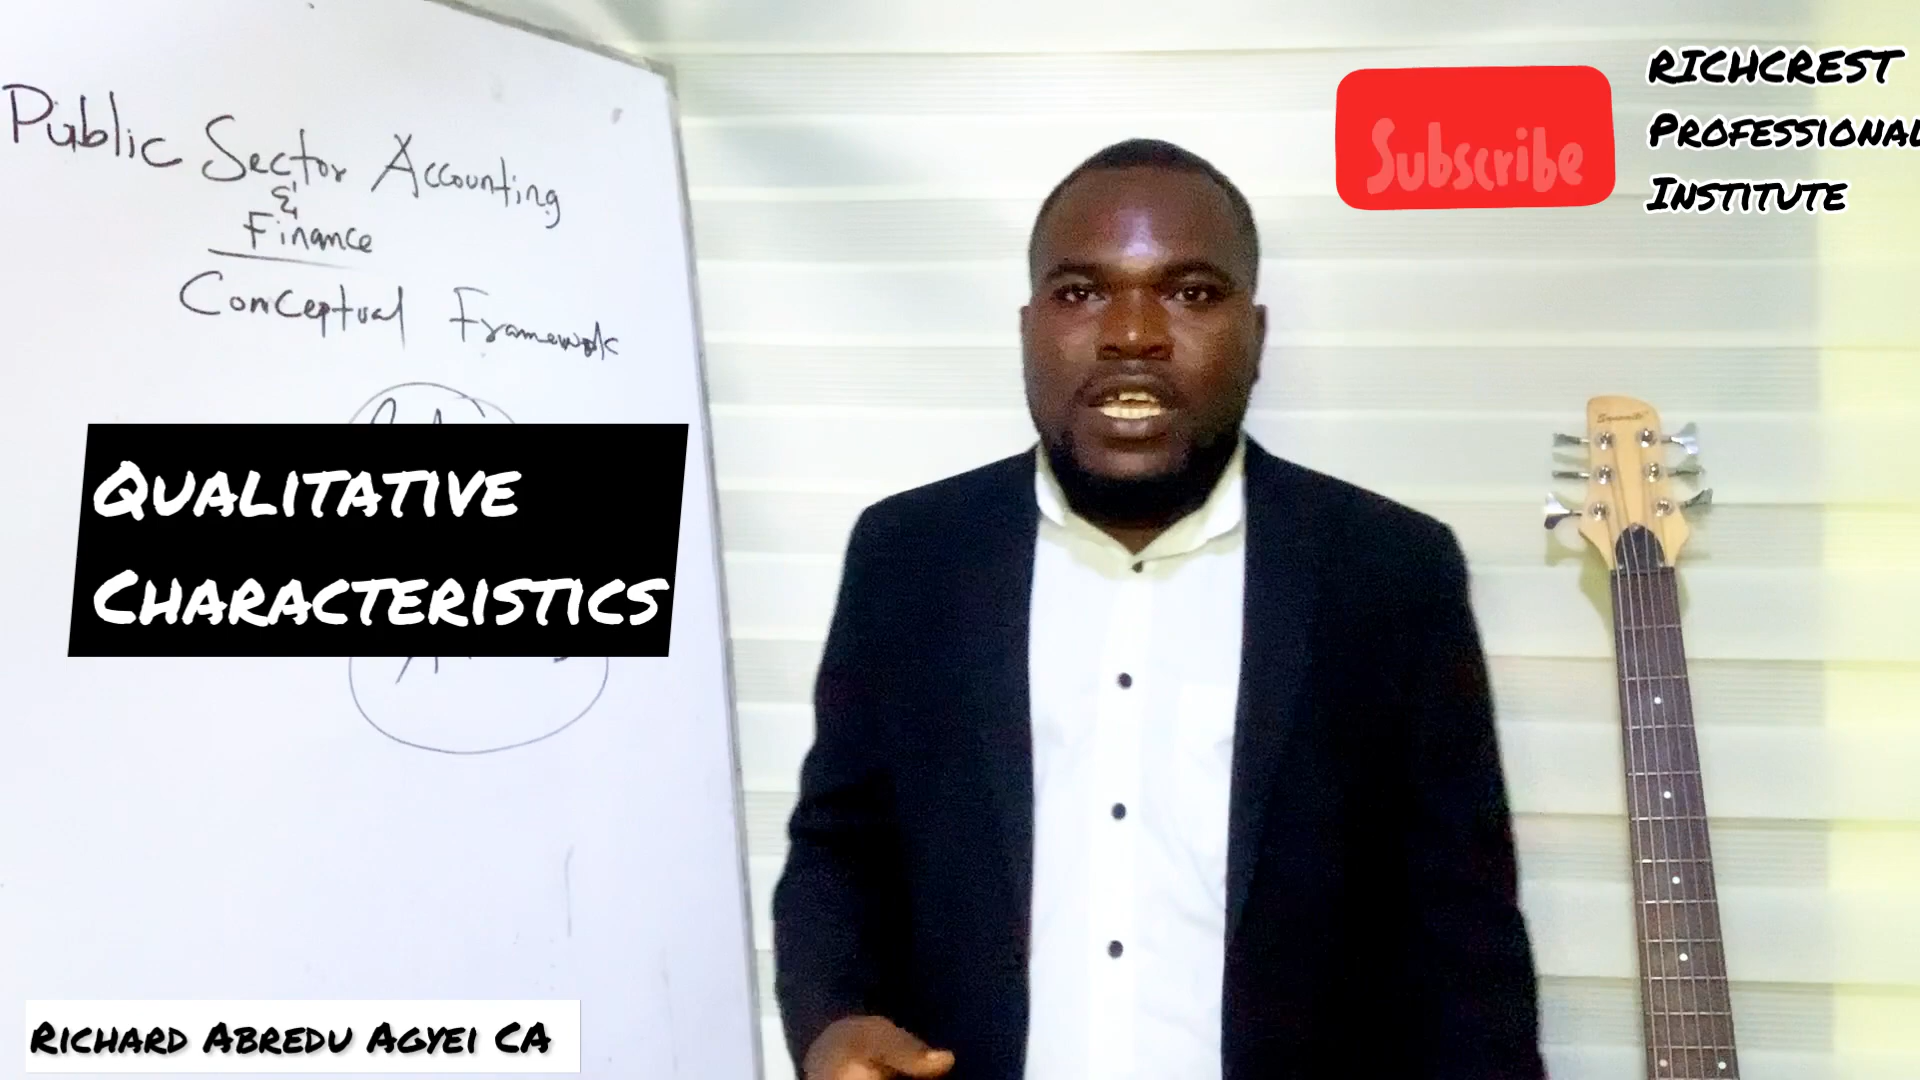 Public Sector Accounting
&
Finance
Conceptual Framework
QUALITATIVE
CHARACTERISTICS
RICHARD ABREDU AGYEI CA
Subscribe
RICHCREST
PROFESSIONAL
INSTITUTE